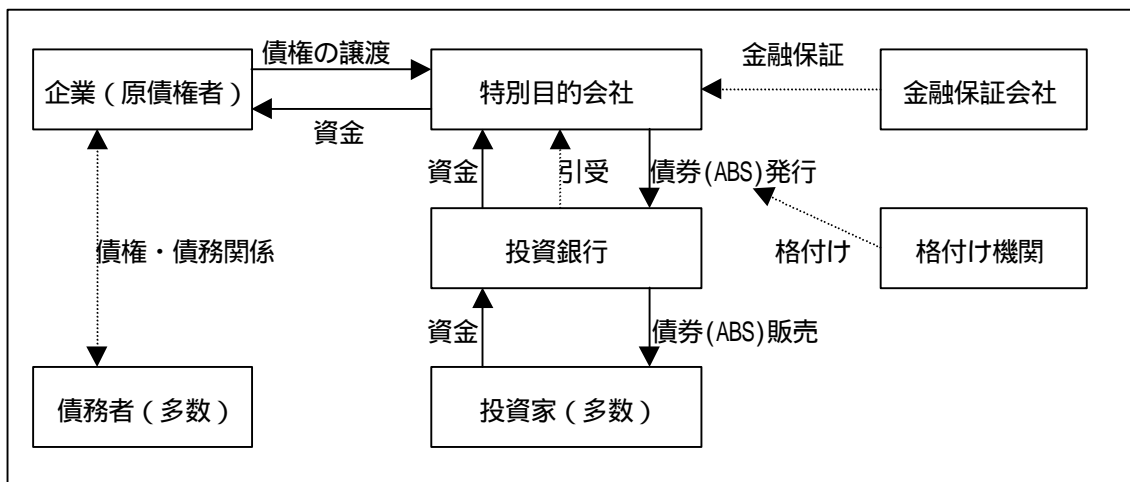 債権の譲渡
金融保証
企業(原債権者)
特別目的会社
金融保証会社
資金
資金
引受
債券(ABS)発行
債権・債務関係
投資銀行
格付け
格付け機関
資金
債券(ABS)販売
債務者(多数)
投資家(多数)